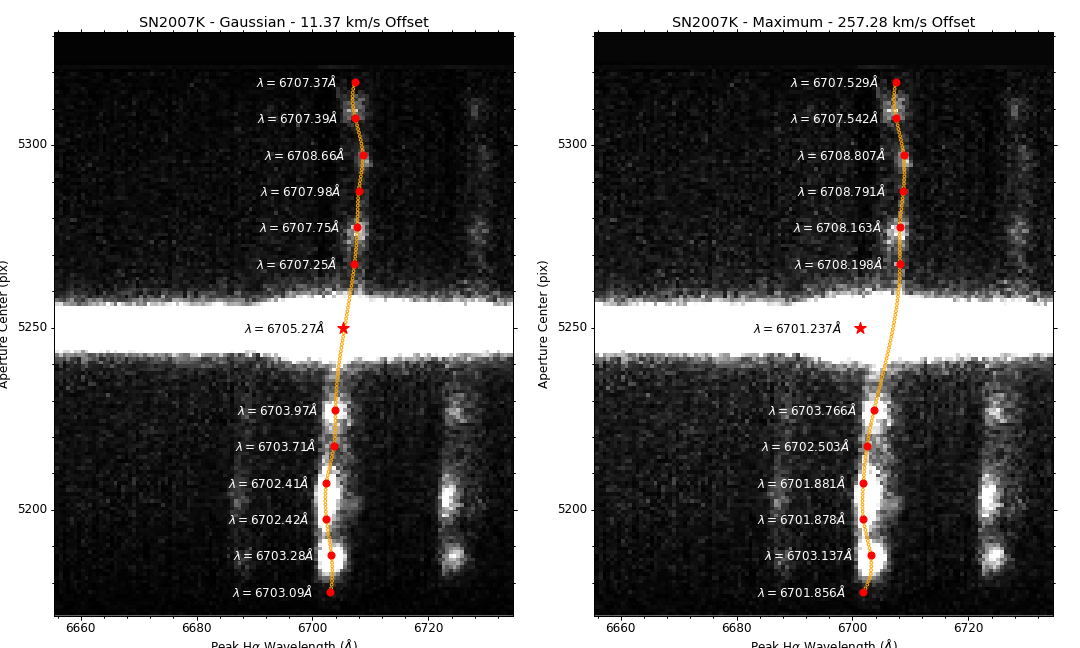 SN2007K - Gaussian - 11.37 km/s Offset
λ = 6707.37Å
λ = 6707.39Å
λ = 6708.66Å
λ = 6707.98Å
λ = 6707.75Å
λ = 6707.25Å
λ = 6705.27Å
λ = 6703.97Å
λ = 6703.71Å
λ = 6702.41Å
λ = 6702.42Å
λ = 6703.28Å
λ = 6703.09Å
5300
5250
5200
Aperture Center (pix)
6660 6680 6700 6720
Peak Hα Wavelength (Å)
SN2007K - Maximum - 257.28 km/s Offset
λ = 6707.529Å
λ = 6707.542Å
λ = 6708.807Å
λ = 6708.791Å
λ = 6708.163Å
λ = 6708.198Å
λ = 6701.237Å
λ = 6703.766Å
λ = 6702.503Å
λ = 6701.881Å
λ = 6701.878Å
λ = 6703.137Å
λ = 6701.856Å
5300
5250
5200
Aperture Center (pix)
6660 6680 6700 6720
Peak Hα Wavelength (Å)